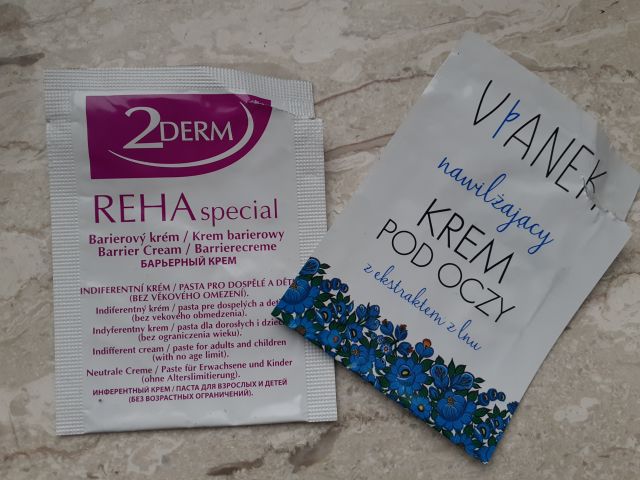 2DERM
REHA special
Barierový krém / Krem barierowy
Barrier Cream / Barrierecreme
БАРЬЕРНЫЙ КРЕМ
INDIFERENTNÍ KRÉM / PASTA PRO DOSPĚLÉ A DĚTI
(BEZ VĚKOVÉHO OMEZENÍ).
Indiferentný krém / pasta pre dospelých a deti
(bez vekového obmedzenia).
Indyferentny krem / pasta dla dorosłych i dzieci
(bez ograniczenia wieku).
Indifferent cream / paste for adults and children
(with no age limit).
Neutrale Creme / Paste für Erwachsene und Kinder
(ohne Alterslimitierung).
ИНФЕРЕНТНЫЙ КРЕМ / ПАСТА ДЛЯ ВЗРОСЛЫХ И ДЕТЕЙ
(БЕЗ ВОЗРАСТНЫХ ОГРАНИЧЕНИЙ).
VIANEK
nawilżający
KREM
POD OCZY
z ekstraktem z lnu